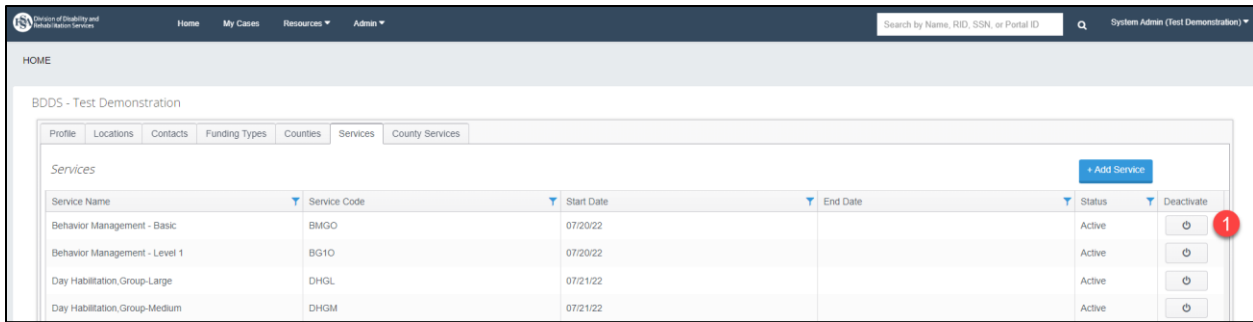 Division of Disability and
Rehabilitation Services
Home My Cases Resources Admin
Search by Name, RID, SSN, or Portal ID
System Admin (Test Demonstration)
HOME
BDDS - Test Demonstration
Profile Locations Contacts Funding Types Counties Services County Services
Services
+ Add Service
Service Name Service Code Start Date End Date Status Deactivate
Behavior Management - Basic BMGO 07/20/22 Active
1
Behavior Management - Level 1 BG1O 07/20/22 Active
Day Habilitation,Group-Large DHGL 07/21/22 Active
Day Habilitation,Group-Medium DHGM 07/21/22 Active